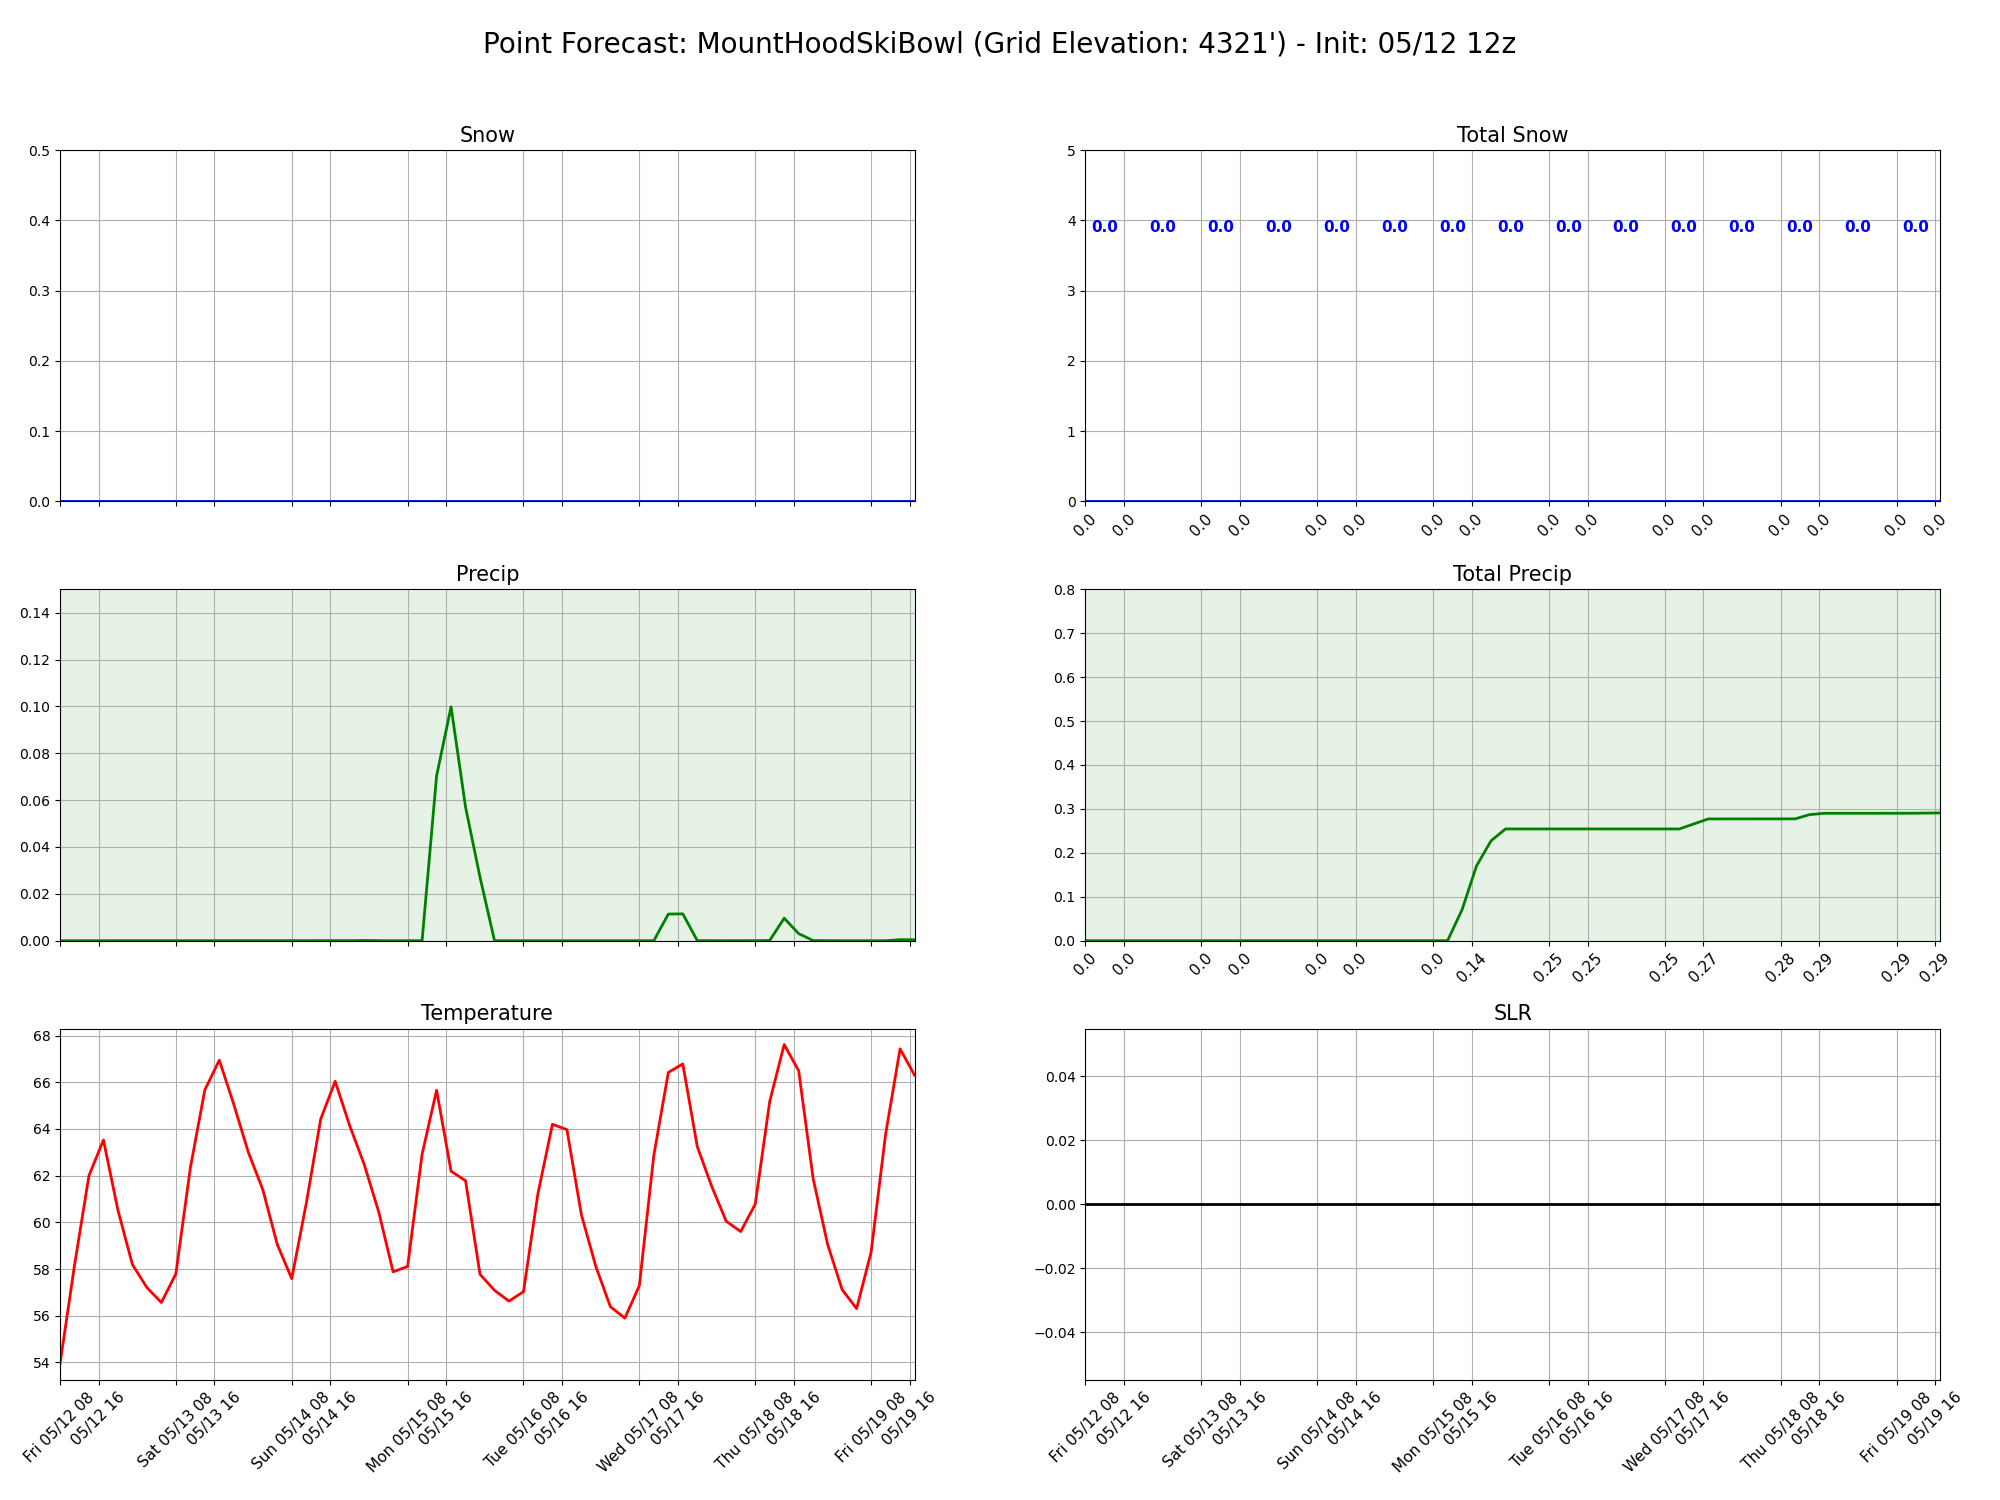 Point Forecast: MountHoodSkiBowl (Grid Elevation: 4321') - Init: 05/12 12z
Snow
0.5
0.4
0.3
0.2
0.1
0.0
Total Snow
5
4
3
2
1
0
0.0 0.0 0.0 0.0 0.0 0.0 0.0 0.0 0.0 0.0 0.0 0.0 0.0 0.0 0.0
0.0 0.0 0.0 0.0 0.0 0.0 0.0 0.0 0.0 0.0 0.0 0.0 0.0 0.0 0.0 0.0
Precip
0.14
0.12
0.10
0.08
0.06
0.04
0.02
0.00
Total Precip
0.8
0.7
0.6
0.5
0.4
0.3
0.2
0.1
0.0
0.0 0.0 0.0 0.0 0.0 0.0 0.0 0.14 0.25 0.25 0.25 0.27 0.28 0.29 0.29 0.29
Temperature
68
66
64
62
60
58
56
54
Fri 05/12 08
05/12 16
Sat 05/13 08
05/13 16
Sun 05/14 08
05/14 16
Mon 05/15 08
05/15 16
Tue 05/16 08
05/16 16
Wed 05/17 08
05/17 16
Thu 05/18 08
05/18 16
Fri 05/19 08
05/19 16
SLR
0.04
0.02
0.00
−0.02
−0.04
Fri 05/12 08
05/12 16
Sat 05/13 08
05/13 16
Sun 05/14 08
05/14 16
Mon 05/15 08
05/15 16
Tue 05/16 08
05/16 16
Wed 05/17 08
05/17 16
Thu 05/18 08
05/18 16
Fri 05/19 08
05/19 16